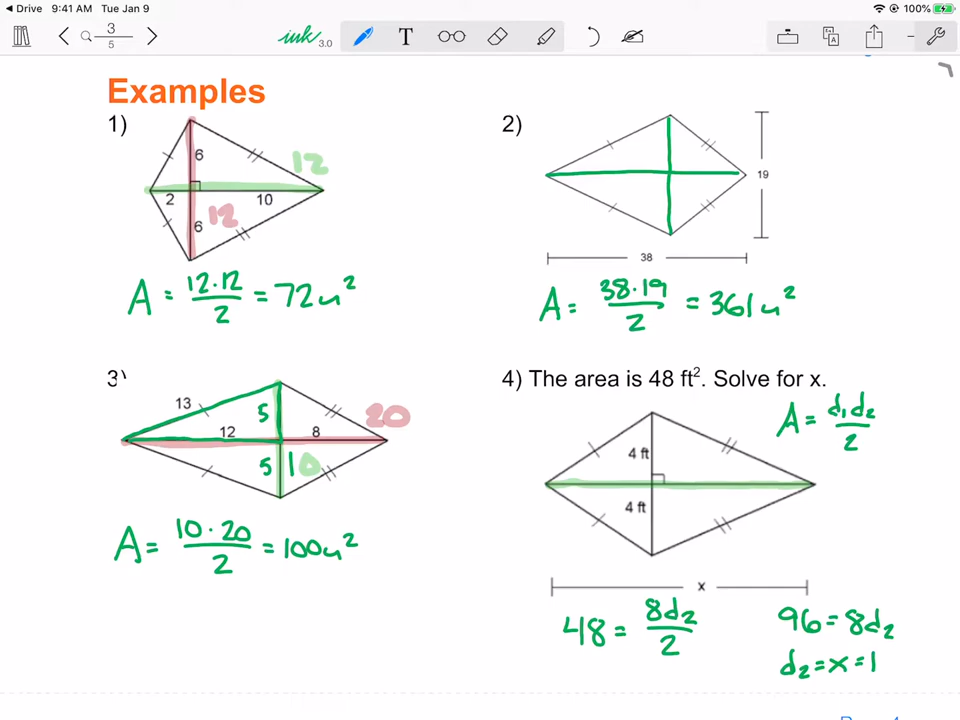 Drive 9:41 AM Tue Jan 9 100%
3
5
ink 3.0
T
Examples
1)
6
12
2
10
12
6
A = 12·12/2 = 72u²
2)
19
38
A = 38·19/2 = 361u²
3)
13
5
20
12
8
5
10
A = 10·20/2 = 100u²
4) The area is 48 ft². Solve for x.
A = d₁d₂/2
4 ft
4 ft
x
48 = 8d₂/2
96 = 8d₂
d₂ = x = 1